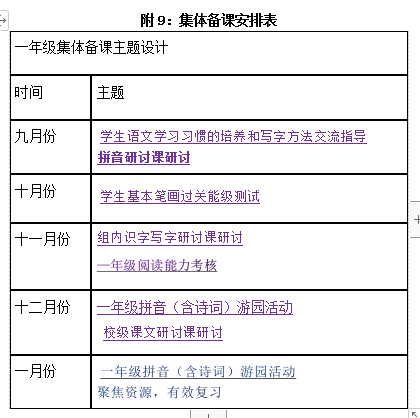 附 9：集体备课安排表
一年级集体备课主题设计
时间 主题
九月份 学生语文学习习惯的培养和写字方法交流指导
拼音研讨课研讨
十月份 学生基本笔画过关能级测试
十一月份 组内识字写字研讨课研讨
一年级阅读能力考核
十二月份 一年级拼音（含诗词）游园活动
校级课文研讨课研讨
一月份 一年级拼音（含诗词）游园活动
聚焦资源，有效复习